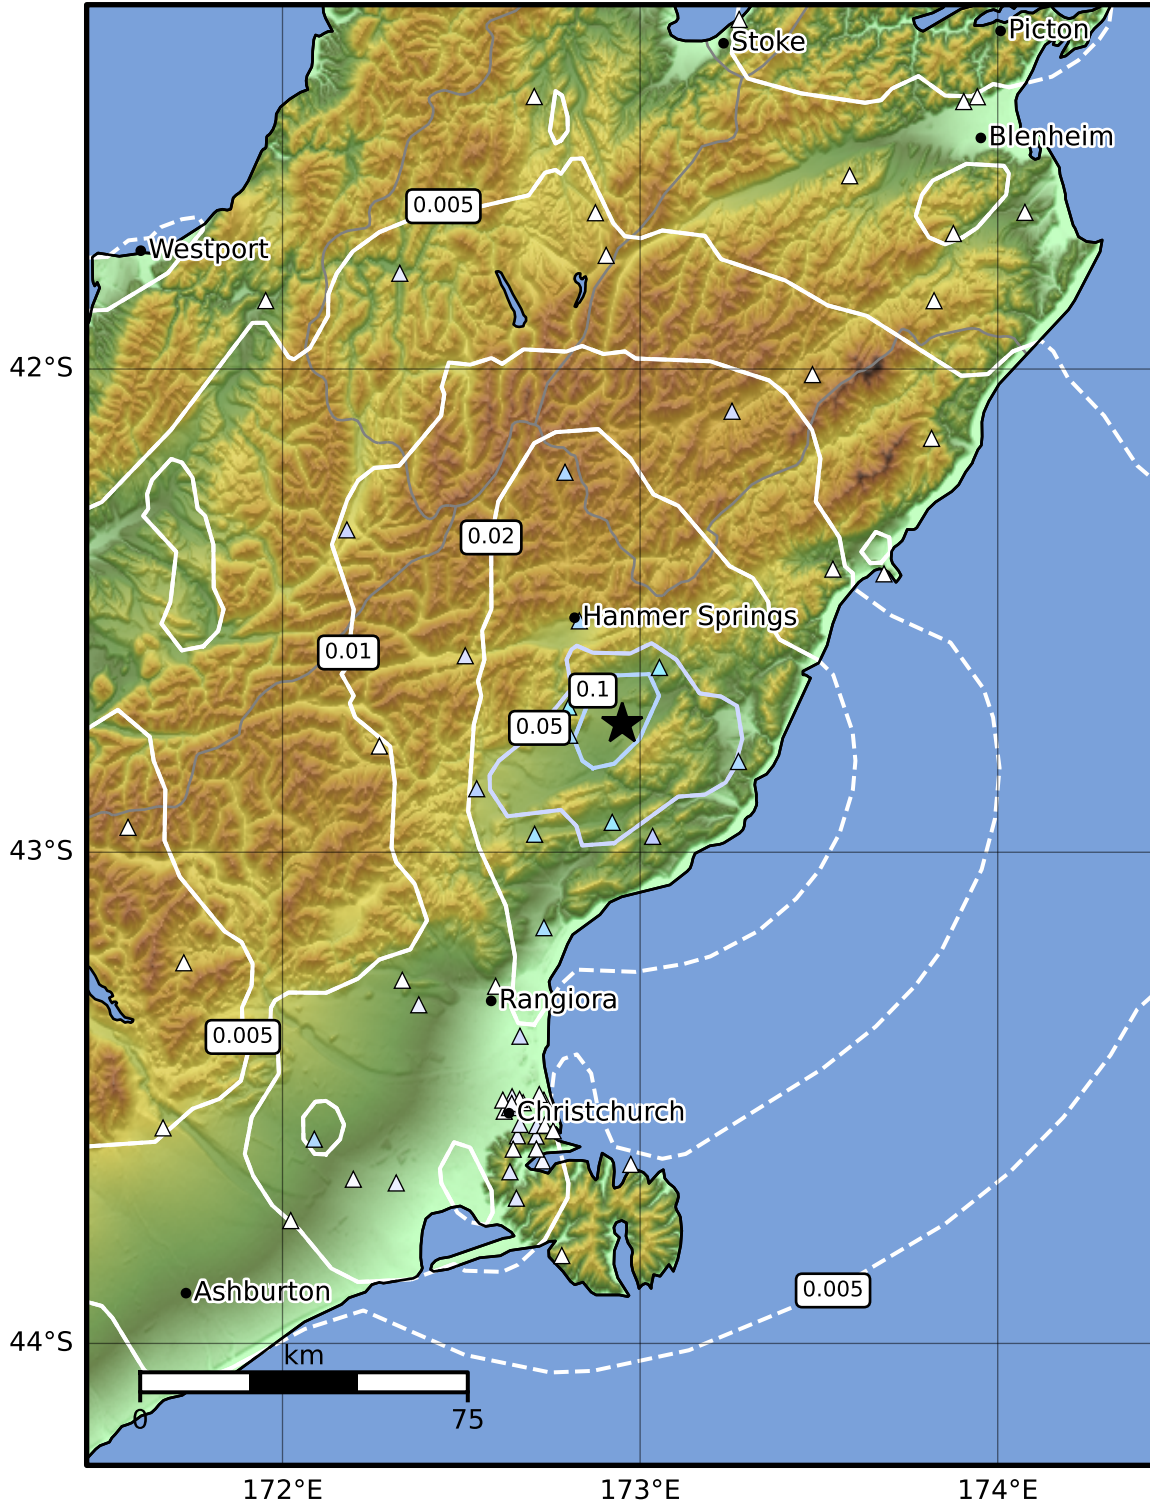 Stoke
Picton
Blenheim
0.005
Westport
42°S
0.02
Hanmer Springs
0.01
0.1
0.05
43°S
Rangiora
0.005
Christchurch
Ashburton
0.005
44°S
km
0
75
172°E
173°E
174°E